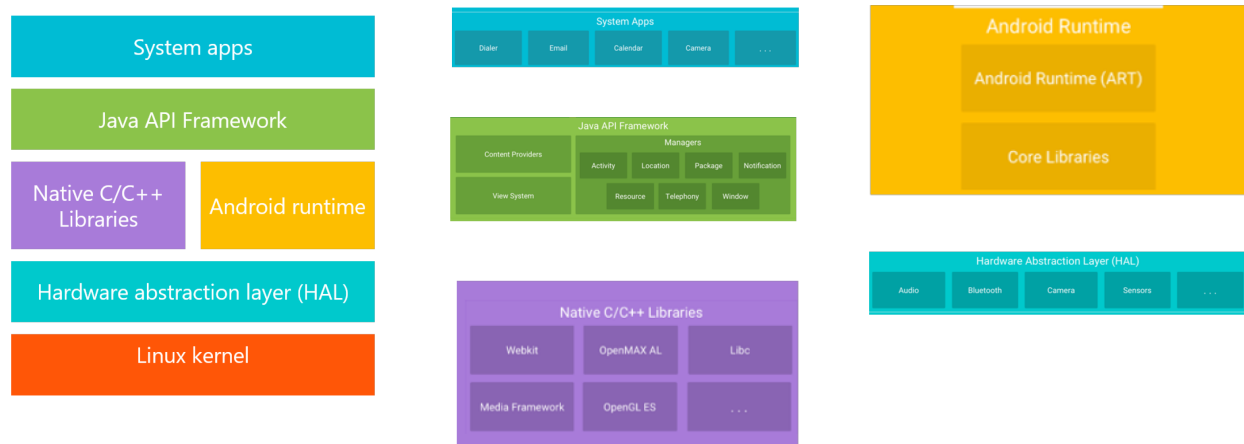 System apps
Java API Framework
Native C/C++
Libraries
Android runtime
Hardware abstraction layer (HAL)
Linux kernel
System Apps
Dialer
Email
Calendar
Camera
. . .
Java API Framework
Content Providers
View System
Managers
Activity
Location
Package
Notification
Resource
Telephony
Window
Native C/C++ Libraries
Webkit
OpenMAX AL
Libc
Media Framework
OpenGL ES
. . .
Android Runtime
Android Runtime (ART)
Core Libraries
Hardware Abstraction Layer (HAL)
Audio
Bluetooth
Camera
Sensors
. . .